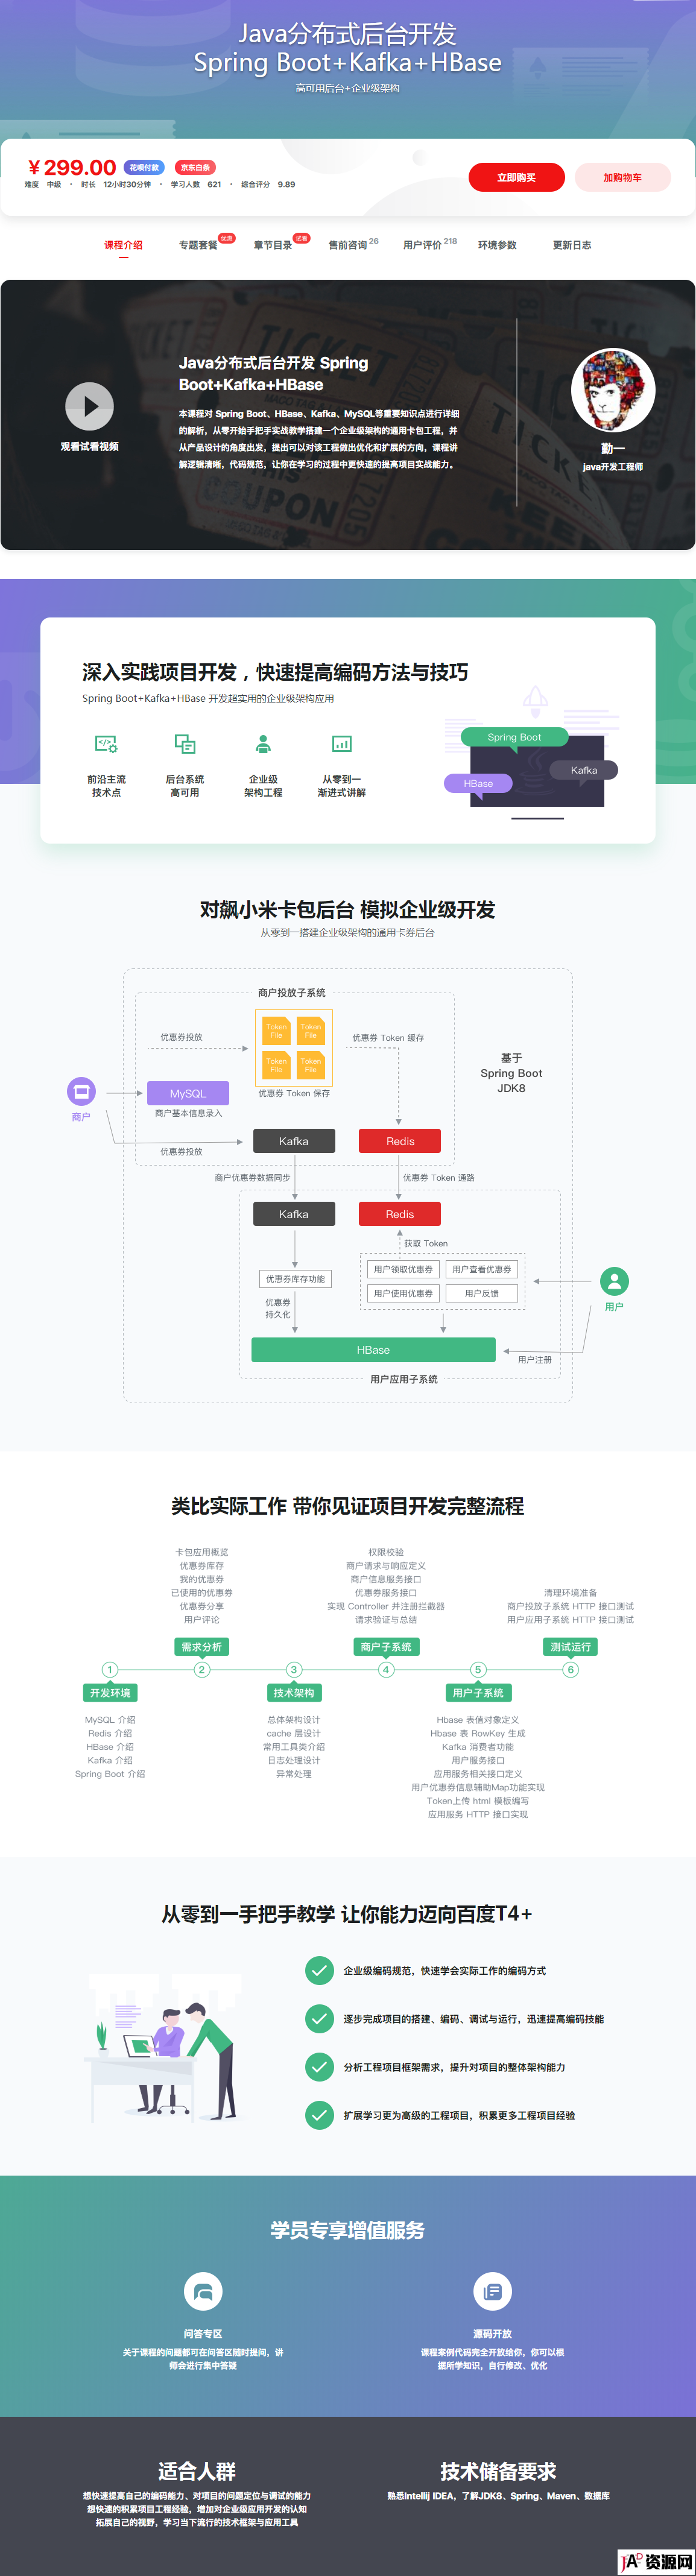 Java分布式后台开发
Spring Boot+Kafka+HBase
高可用后台+企业级架构
￥299.00 花呗付款 京东白条
难度 中级 · 时长 12小时30分钟 · 学习人数 621 · 综合评分 9.89
立即购买 加购物车
课程介绍 专题套餐 优惠 章节目录 试看 售前咨询 26 用户评价 218 环境参数 更新日志
Java分布式后台开发 Spring
Boot+Kafka+HBase
本课程对 Spring Boot、HBase、Kafka、MySQL等重要知识点进行详细
的解析，从零开始手把手实战教学搭建一个企业级架构的通用卡包工程，并
从产品设计的角度出发，提出可以对该工程做出优化和扩展的方向，课程讲
解逻辑清晰，代码规范，让你在学习的过程中更快速的提高项目实战能力。
观看试看视频
勤一
java开发工程师
深入实践项目开发，快速提高编码方法与技巧
Spring Boot+Kafka+HBase 开发超实用的企业级架构应用
前沿主流
技术点
后台系统
高可用
企业级
架构工程
从零到一
渐进式讲解
Spring Boot
Kafka
HBase
对飙小米卡包后台 模拟企业级开发
从零到一搭建企业级架构的通用卡券后台
商户投放子系统
优惠券投放
Token
File
Token
File
Token
File
Token
File
优惠券 Token 缓存
基于
Spring Boot
JDK8
商户
MySQL
优惠券 Token 保存
商户基本信息录入
Kafka
Redis
优惠券投放
商户优惠券数据同步
优惠券 Token 通路
Kafka
Redis
获取 Token
优惠券库存功能
用户领取优惠券 用户查看优惠券
用户使用优惠券 用户反馈
用户
优惠券
持久化
HBase
用户注册
用户应用子系统
类比实际工作 带你见证项目开发完整流程
卡包应用概览
优惠券库存
我的优惠券
已使用的优惠券
优惠券分享
用户评论
需求分析
权限校验
商户请求与响应定义
商户信息服务接口
优惠券服务接口
实现 Controller 并注册拦截器
请求验证与总结
商户子系统
清理环境准备
商户投放子系统 HTTP 接口测试
用户应用子系统 HTTP 接口测试
测试运行
1 2 3 4 5 6
开发环境
MySQL 介绍
Redis 介绍
HBase 介绍
Kafka 介绍
Spring Boot 介绍
技术架构
总体架构设计
cache 层设计
常用工具类介绍
日志处理设计
异常处理
用户子系统
Hbase 表值对象定义
Hbase 表 RowKey 生成
Kafka 消费者功能
用户服务接口
应用服务相关接口定义
用户优惠券信息辅助Map功能实现
Token上传 html 模板编写
应用服务 HTTP 接口实现
从零到一手把手教学 让你能力迈向百度T4+
企业级编码规范，快速学会实际工作的编码方式
逐步完成项目的搭建、编码、调试与运行，迅速提高编码技能
分析工程项目框架需求，提升对项目的整体架构能力
扩展学习更为高级的工程项目，积累更多工程项目经验
学员专享增值服务
问答专区
关于课程的问题都可在问答区随时提问，讲
师会进行集中答疑
源码开放
课程案例代码完全开放给你，你可以根
据所学知识，自行修改、优化
适合人群
想快速提高自己的编码能力、对项目的问题定位与调试的能力
想快速的积累项目工程经验，增加对企业级应用开发的认知
拓展自己的视野，学习当下流行的技术框架与应用工具
技术储备要求
熟悉Intellij IDEA，了解JDK8、Spring、Maven、数据库
JAD资源网